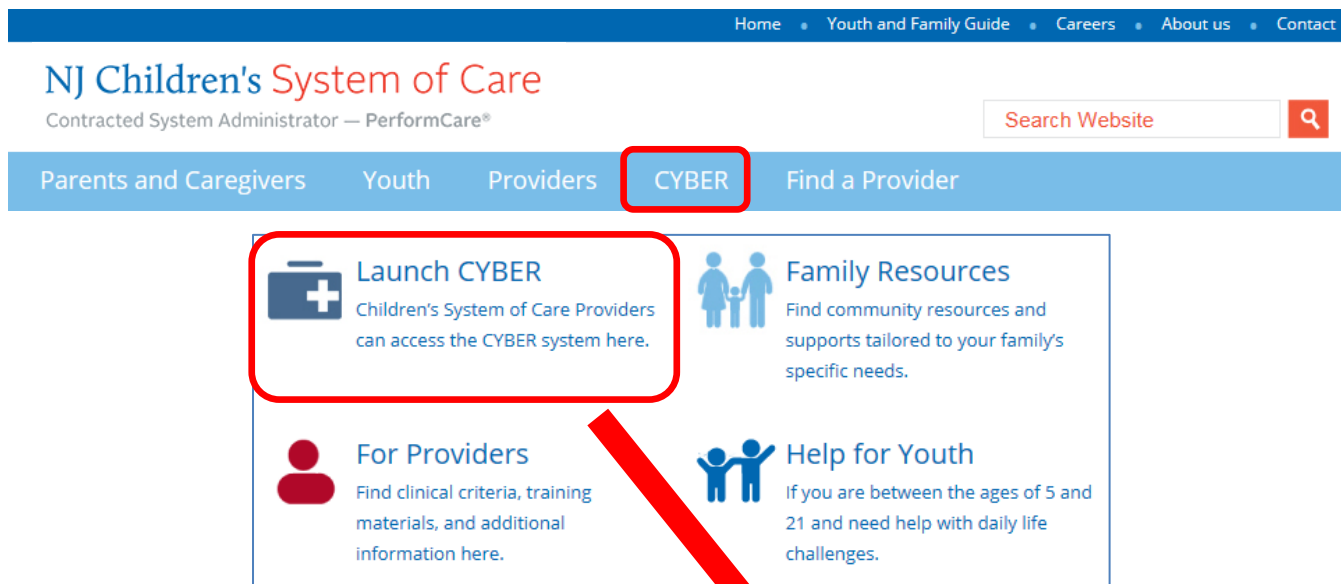 Home • Youth and Family Guide • Careers • About us • Contact
NJ Children's System of Care
Contracted System Administrator — PerformCare®
Search Website
Parents and Caregivers Youth Providers CYBER Find a Provider
Launch CYBER
Children's System of Care Providers
can access the CYBER system here.
Family Resources
Find community resources and
supports tailored to your family's
specific needs.
For Providers
Find clinical criteria, training
materials, and additional
information here.
Help for Youth
If you are between the ages of 5 and
21 and need help with daily life
challenges.